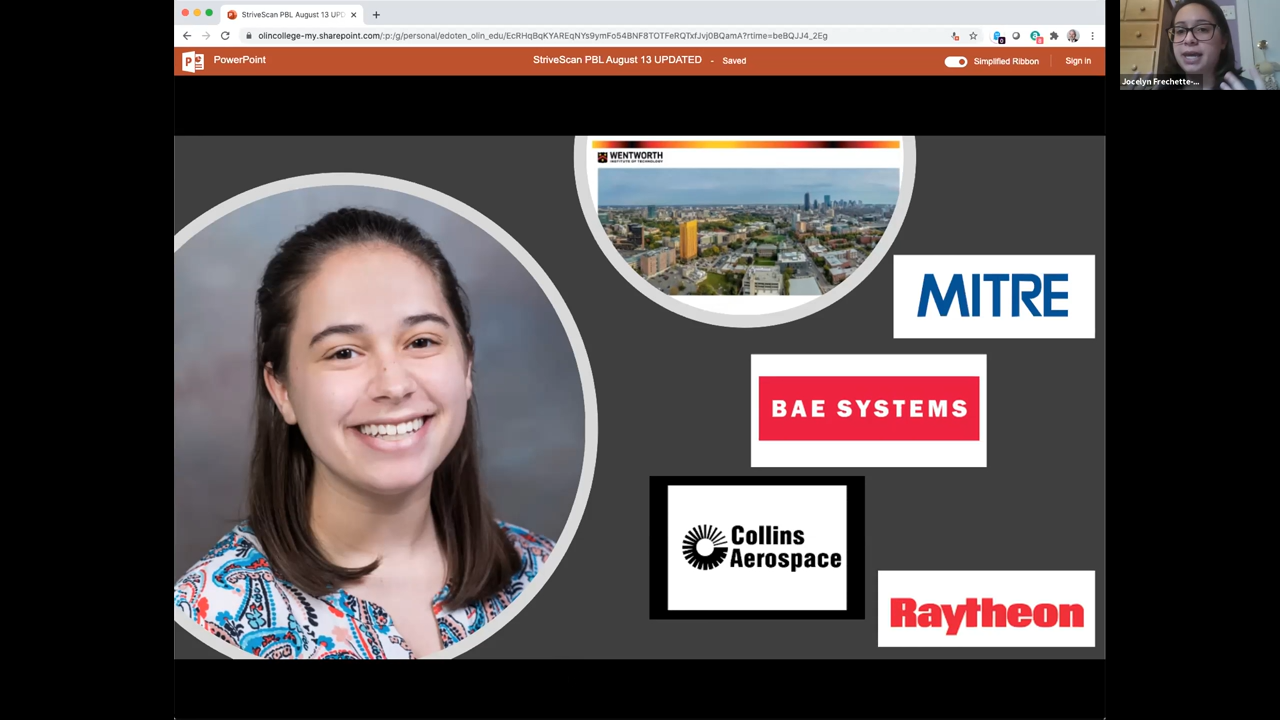 StriveScan PBL August 13 UPD
olincollege-my.sharepoint.com/:p:/g/personal/edoten_olin_edu/EcRHqBqKYAREqNYs9ymFo54BNF8TOTFeRQTxfJvj0BQamA?rtime=beBQJJ4_2Eg
PowerPoint
StriveScan PBL August 13 UPDATED - Saved
Simplified Ribbon
Sign in
Jocelyn Frechette-...
WENTWORTH
INSTITUTE OF TECHNOLOGY
MITRE
BAE SYSTEMS
Collins
Aerospace
Raytheon